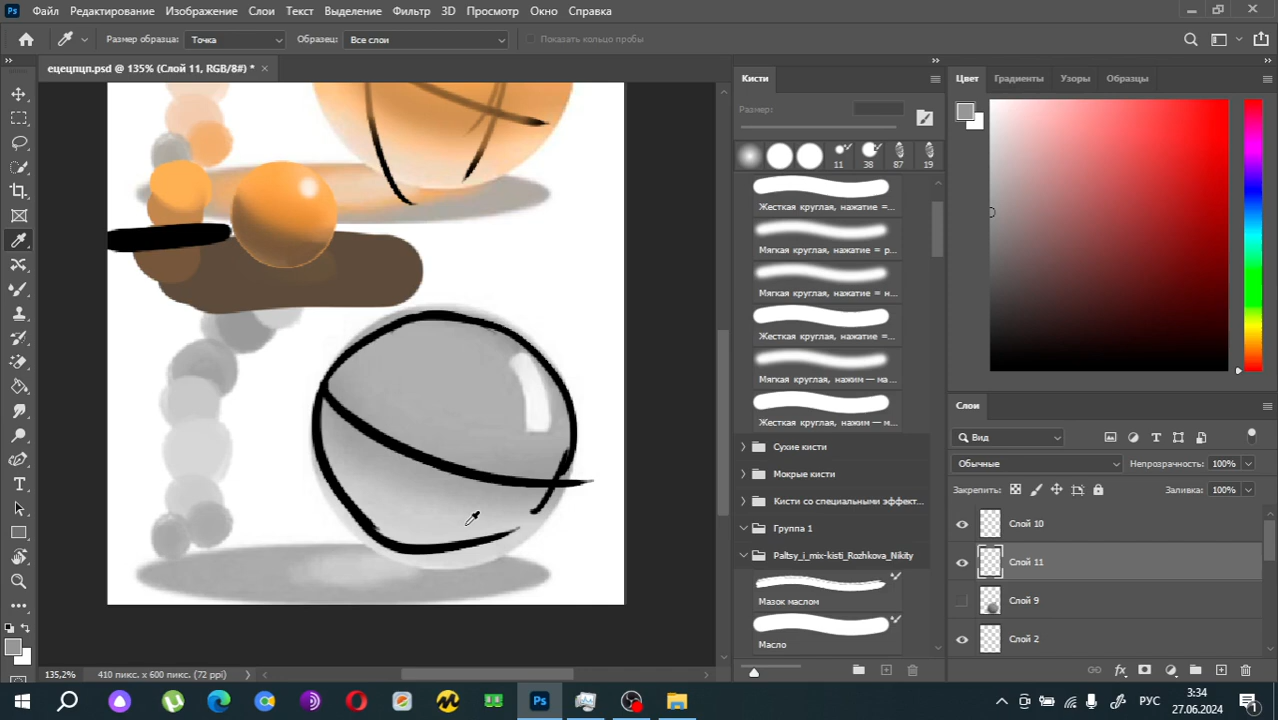 Ps Файл Редактирование Изображение Слои Текст Выделение Фильтр 3D Просмотр Окно Справка
Размер образца: Точка Образец: Все слои Показать кольцо пробы
ецецпцп.psd @ 135% (Слой 11, RGB/8#) *
Кисти
Размер:
11 38 87 19
Жесткая круглая, нажатие =...
Мягкая круглая, нажатие = р...
Мягкая круглая, нажатие = н...
Жесткая круглая, нажатие =...
Мягкая круглая, нажим — ма...
Жесткая круглая, нажим — м...
Сухие кисти
Мокрые кисти
Кисти со специальными эффект...
Группа 1
Paltsy_i_mix-kisti_Rozhkova_Nikity
Мазок маслом
Масло
Цвет Градиенты Узоры Образцы
Слои
Вид
Обычные Непрозрачность: 100%
Закрепить: Заливка: 100%
Слой 10
Слой 11
Слой 9
Слой 2
135,2% 410 пикс. x 600 пикс. (72 ppi)
Ps РУС 3:34
27.06.2024 1